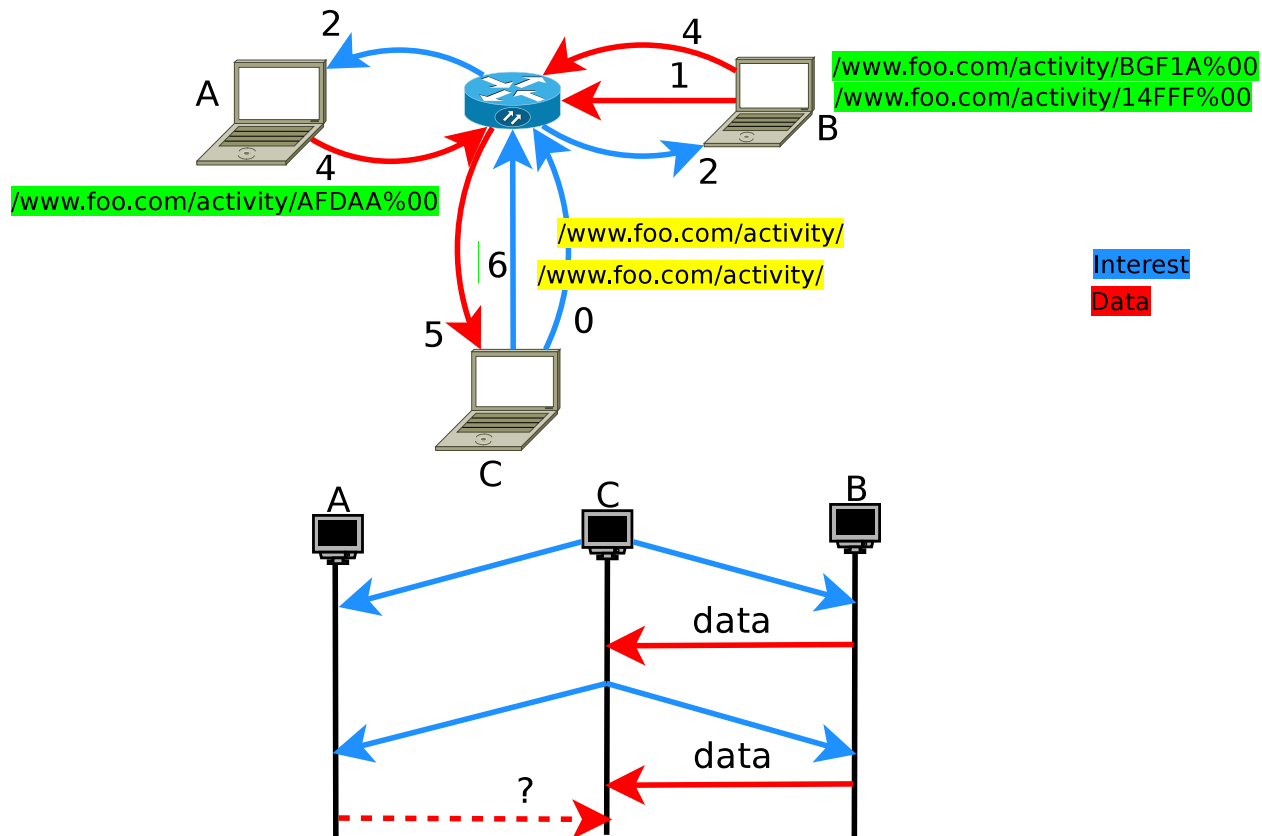 2
4
A
1
/www.foo.com/activity/BGF1A%00
/www.foo.com/activity/14FFF%00
B
4
2
/www.foo.com/activity/AFDAA%00
/www.foo.com/activity/
6
/www.foo.com/activity/
Interest
Data
5
0
C
A
C
B
data
data
?